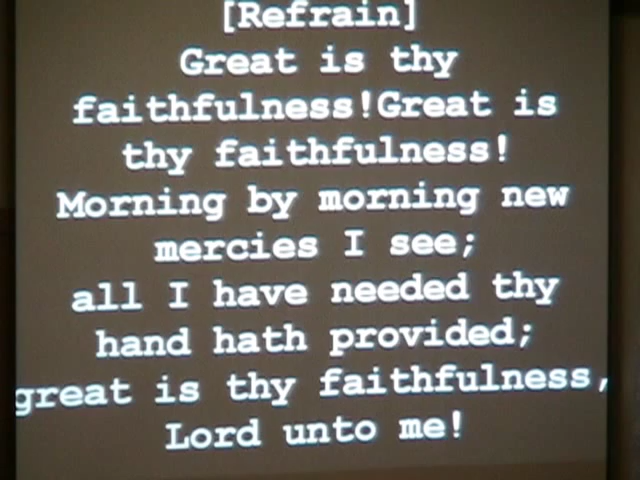 [Refrain]
Great is thy
faithfulness!Great is
thy faithfulness!
Morning by morning new
mercies I see;
all I have needed thy
hand hath provided;
great is thy faithfulness,
Lord unto me!